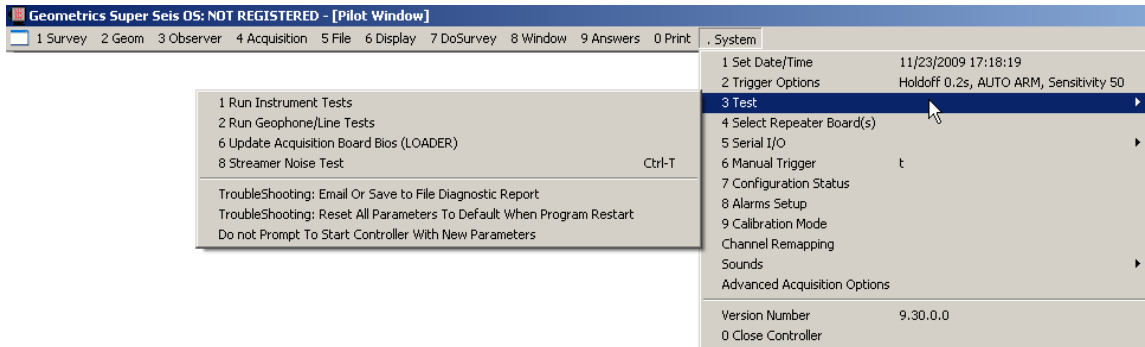 Geometrics Super Seis OS: NOT REGISTERED - [Pilot Window]
1 Survey 2 Geom 3 Observer 4 Acquisition 5 File 6 Display 7 DoSurvey 8 Window 9 Answers 0 Print . System
1 Set Date/Time 11/23/2009 17:18:19
2 Trigger Options Holdoff 0.2s, AUTO ARM, Sensitivity 50
3 Test
4 Select Repeater Board(s)
5 Serial I/O
6 Manual Trigger t
7 Configuration Status
8 Alarms Setup
9 Calibration Mode
Channel Remapping
Sounds
Advanced Acquisition Options
Version Number 9.30.0.0
0 Close Controller
1 Run Instrument Tests
2 Run Geophone/Line Tests
6 Update Acquisition Board Bios (LOADER)
8 Streamer Noise Test Ctrl-T
TroubleShooting: Email Or Save to File Diagnostic Report
TroubleShooting: Reset All Parameters To Default When Program Restart
Do not Prompt To Start Controller With New Parameters